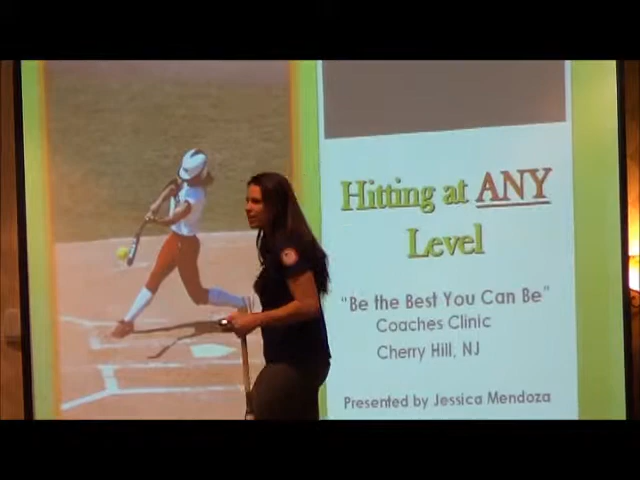 Hitting at ANY
Level
"Be the Best You Can Be"
Coaches Clinic
Cherry Hill, NJ
Presented by Jessica Mendoza